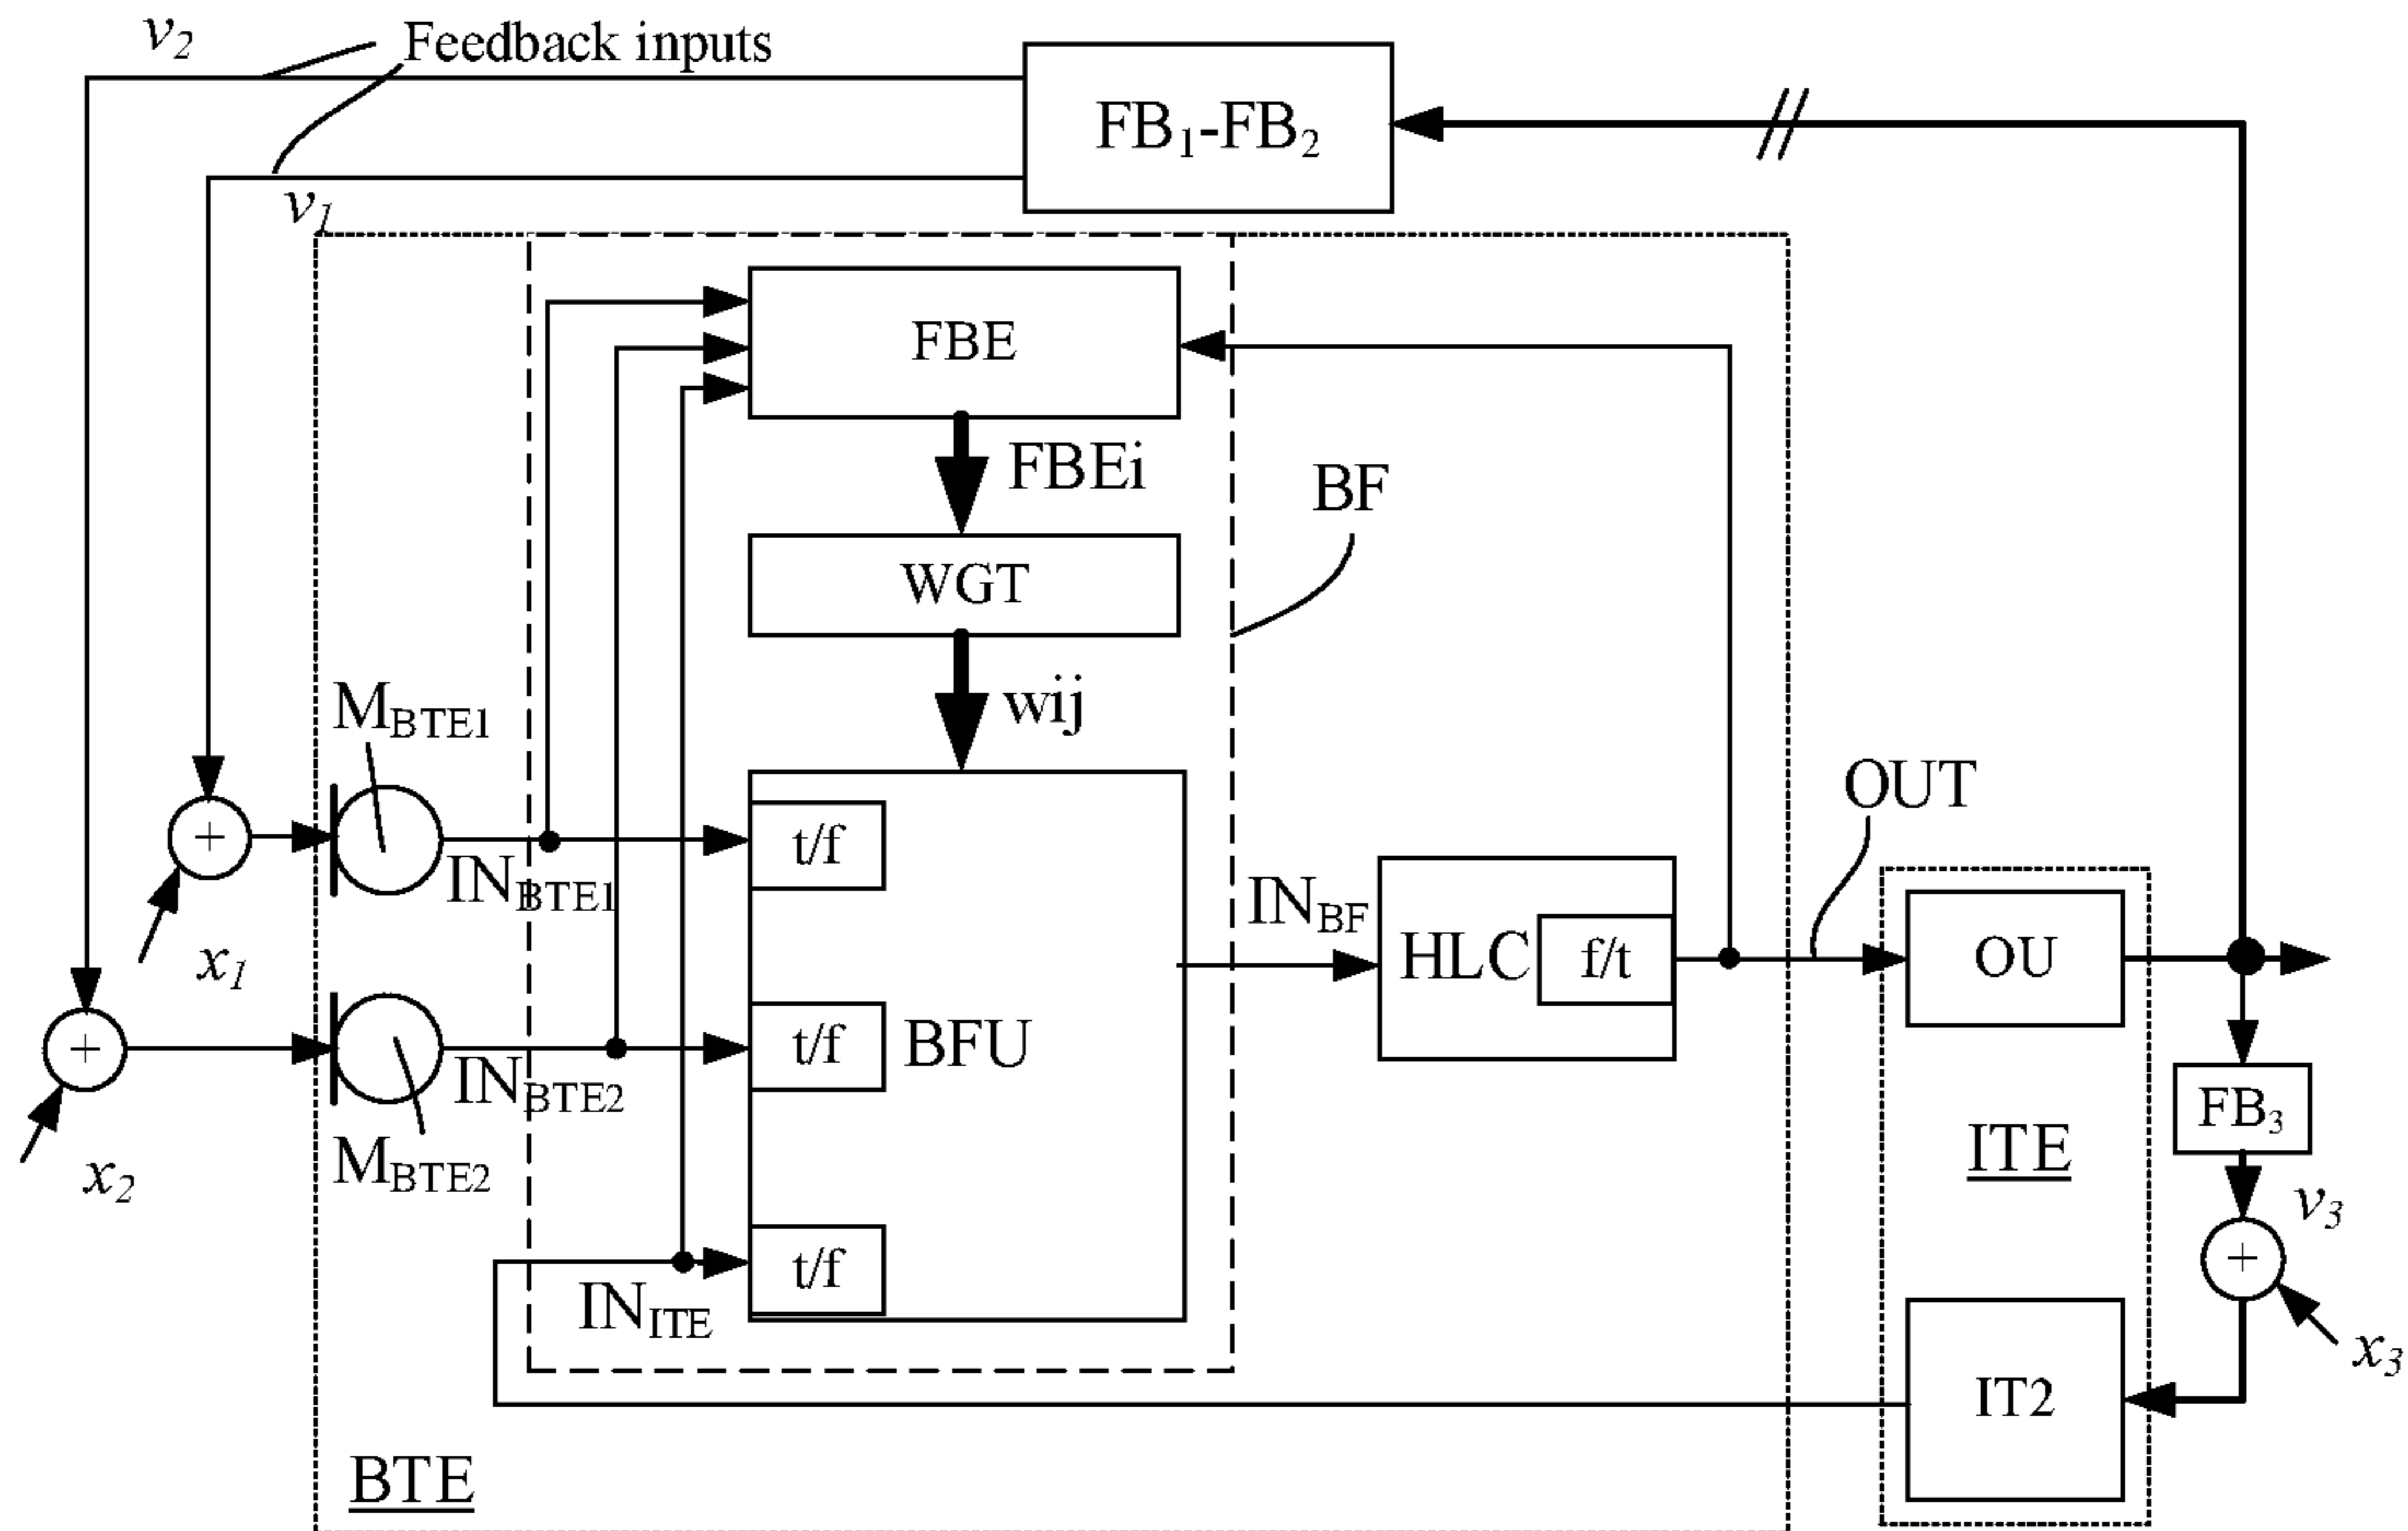 v2
Feedback inputs
FB1-FB2
v1
FBE
FBEi
BF
WGT
wij
MBTE1
OUT
t/f
+
INBTE1
INBF
x1
HLC
f/t
OU
t/f
BFU
+
INBTE2
FB3
MBTE2
ITE
x2
v3
t/f
+
INITE
x3
IT2
BTE